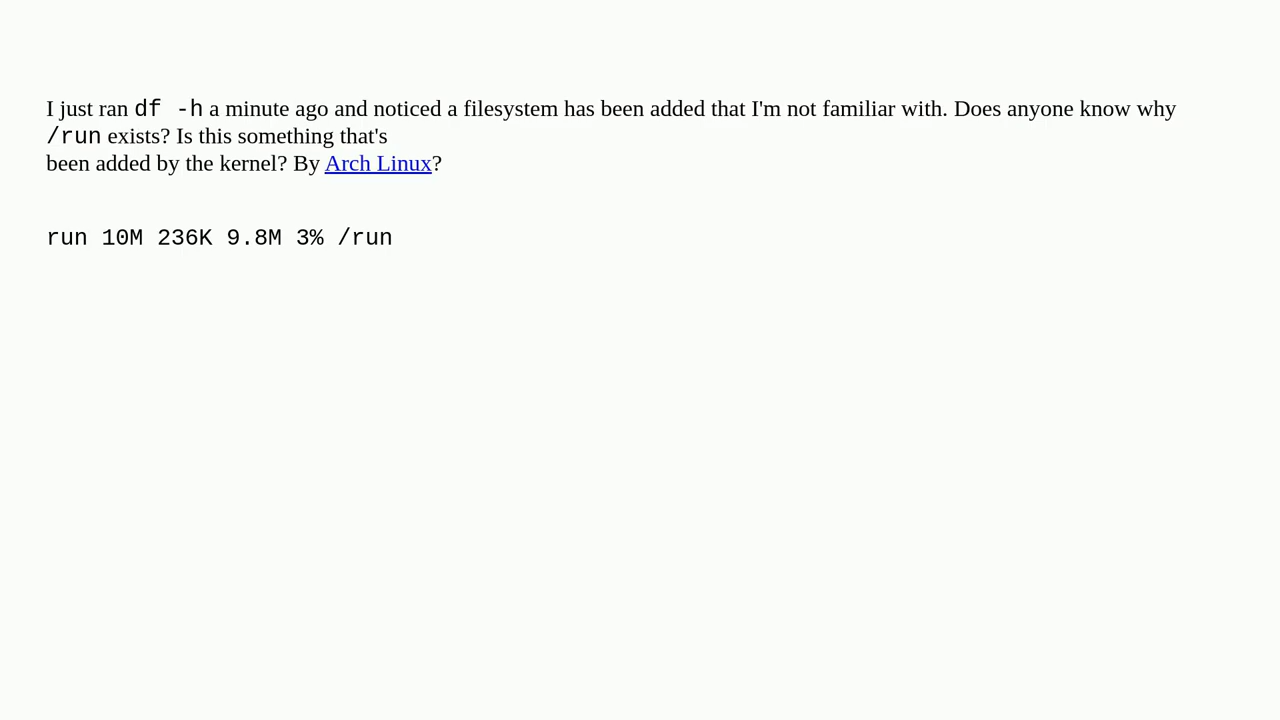 I just ran df -h a minute ago and noticed a filesystem has been added that I'm not familiar with. Does anyone know why
/run exists? Is this something that's
been added by the kernel? By Arch Linux?
run 10M 236K 9.8M 3% /run